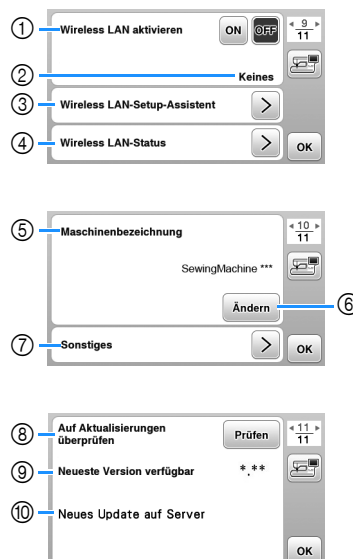 ① Wireless LAN aktivieren ON OFF 9
11
② Keines
③ Wireless LAN-Setup-Assistent >
④ Wireless LAN-Status > OK
⑤ Maschinenbezeichnung 10
11
SewingMachine ***
Ändern ⑥
⑦ Sonstiges > OK
⑧ Auf Aktualisierungen
überprüfen Prüfen 11
11
⑨ Neueste Version verfügbar *.**
⑩ Neues Update auf Server
OK